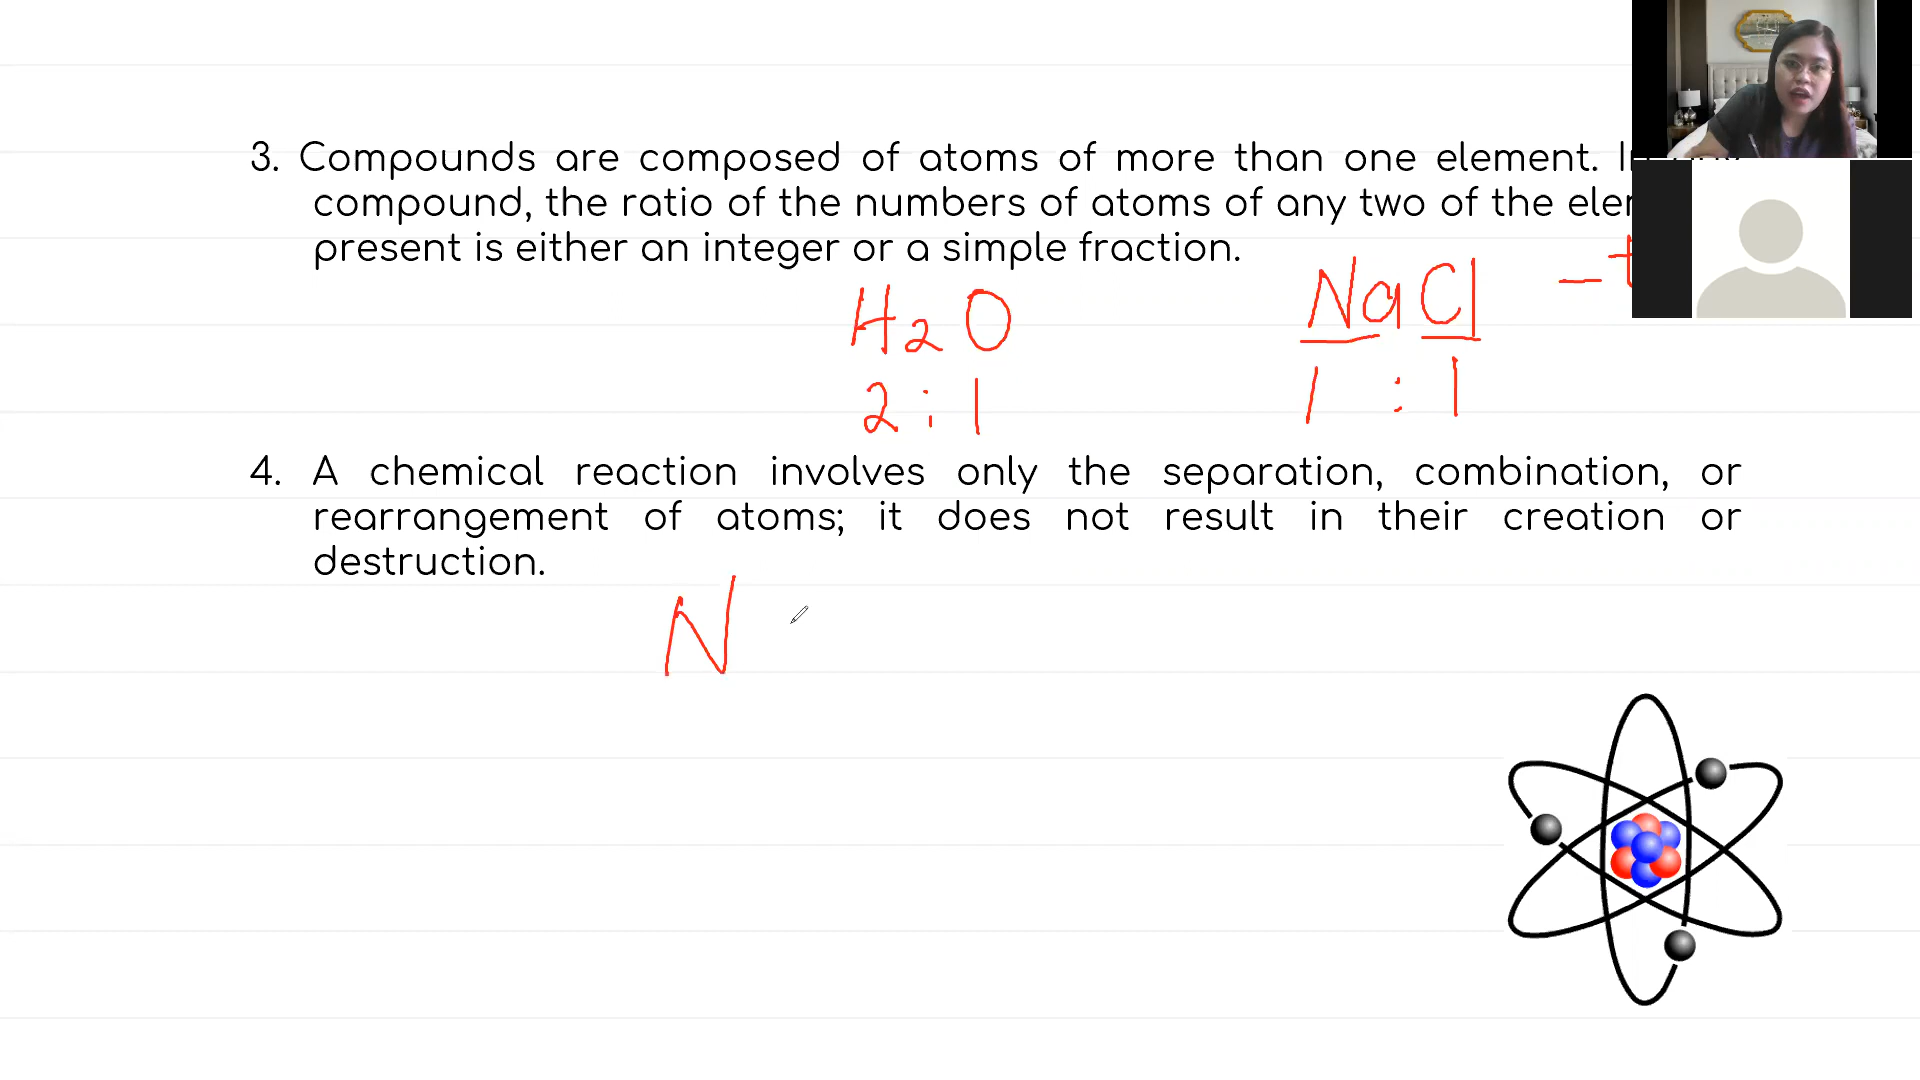 3. Compounds are composed of atoms of more than one element. In
compound, the ratio of the numbers of atoms of any two of the
present is either an integer or a simple fraction.
H₂O NaCl –
2 : 1 1 : 1
4. A chemical reaction involves only the separation, combination, or
rearrangement of atoms; it does not result in their creation or
destruction.
N